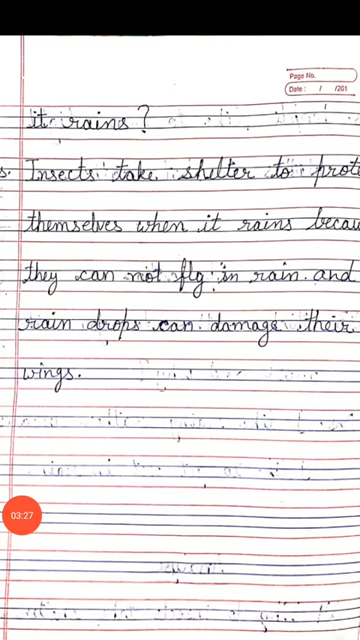 Page No.
Date : / /201
it rains?
s. Insects take shelter to prote
themselves when it rains becau
they can not fly in rain and
rain drops can damage their
wings.
03:27